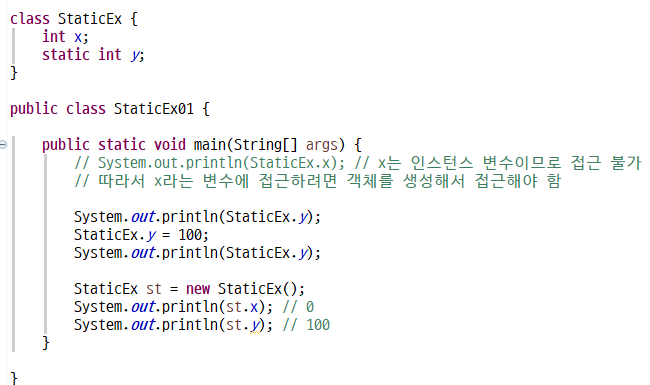 class StaticEx {
    int x;
    static int y;
}

public class StaticEx01 {

    public static void main(String[] args) {
        // System.out.println(StaticEx.x); // x는 인스턴스 변수이므로 접근 불가
        // 따라서 x라는 변수에 접근하려면 객체를 생성해서 접근해야 함

        System.out.println(StaticEx.y);
        StaticEx.y = 100;
        System.out.println(StaticEx.y);

        StaticEx st = new StaticEx();
        System.out.println(st.x); // 0
        System.out.println(st.y); // 100
    }

}